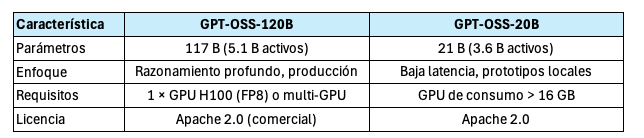 Característica GPT-OSS-120B GPT-OSS-20B
Parámetros 117 B (5.1 B activos) 21 B (3.6 B activos)
Enfoque Razonamiento profundo, producción Baja latencia, prototipos locales
Requisitos 1 × GPU H100 (FP8) o multi-GPU GPU de consumo > 16 GB
Licencia Apache 2.0 (comercial) Apache 2.0